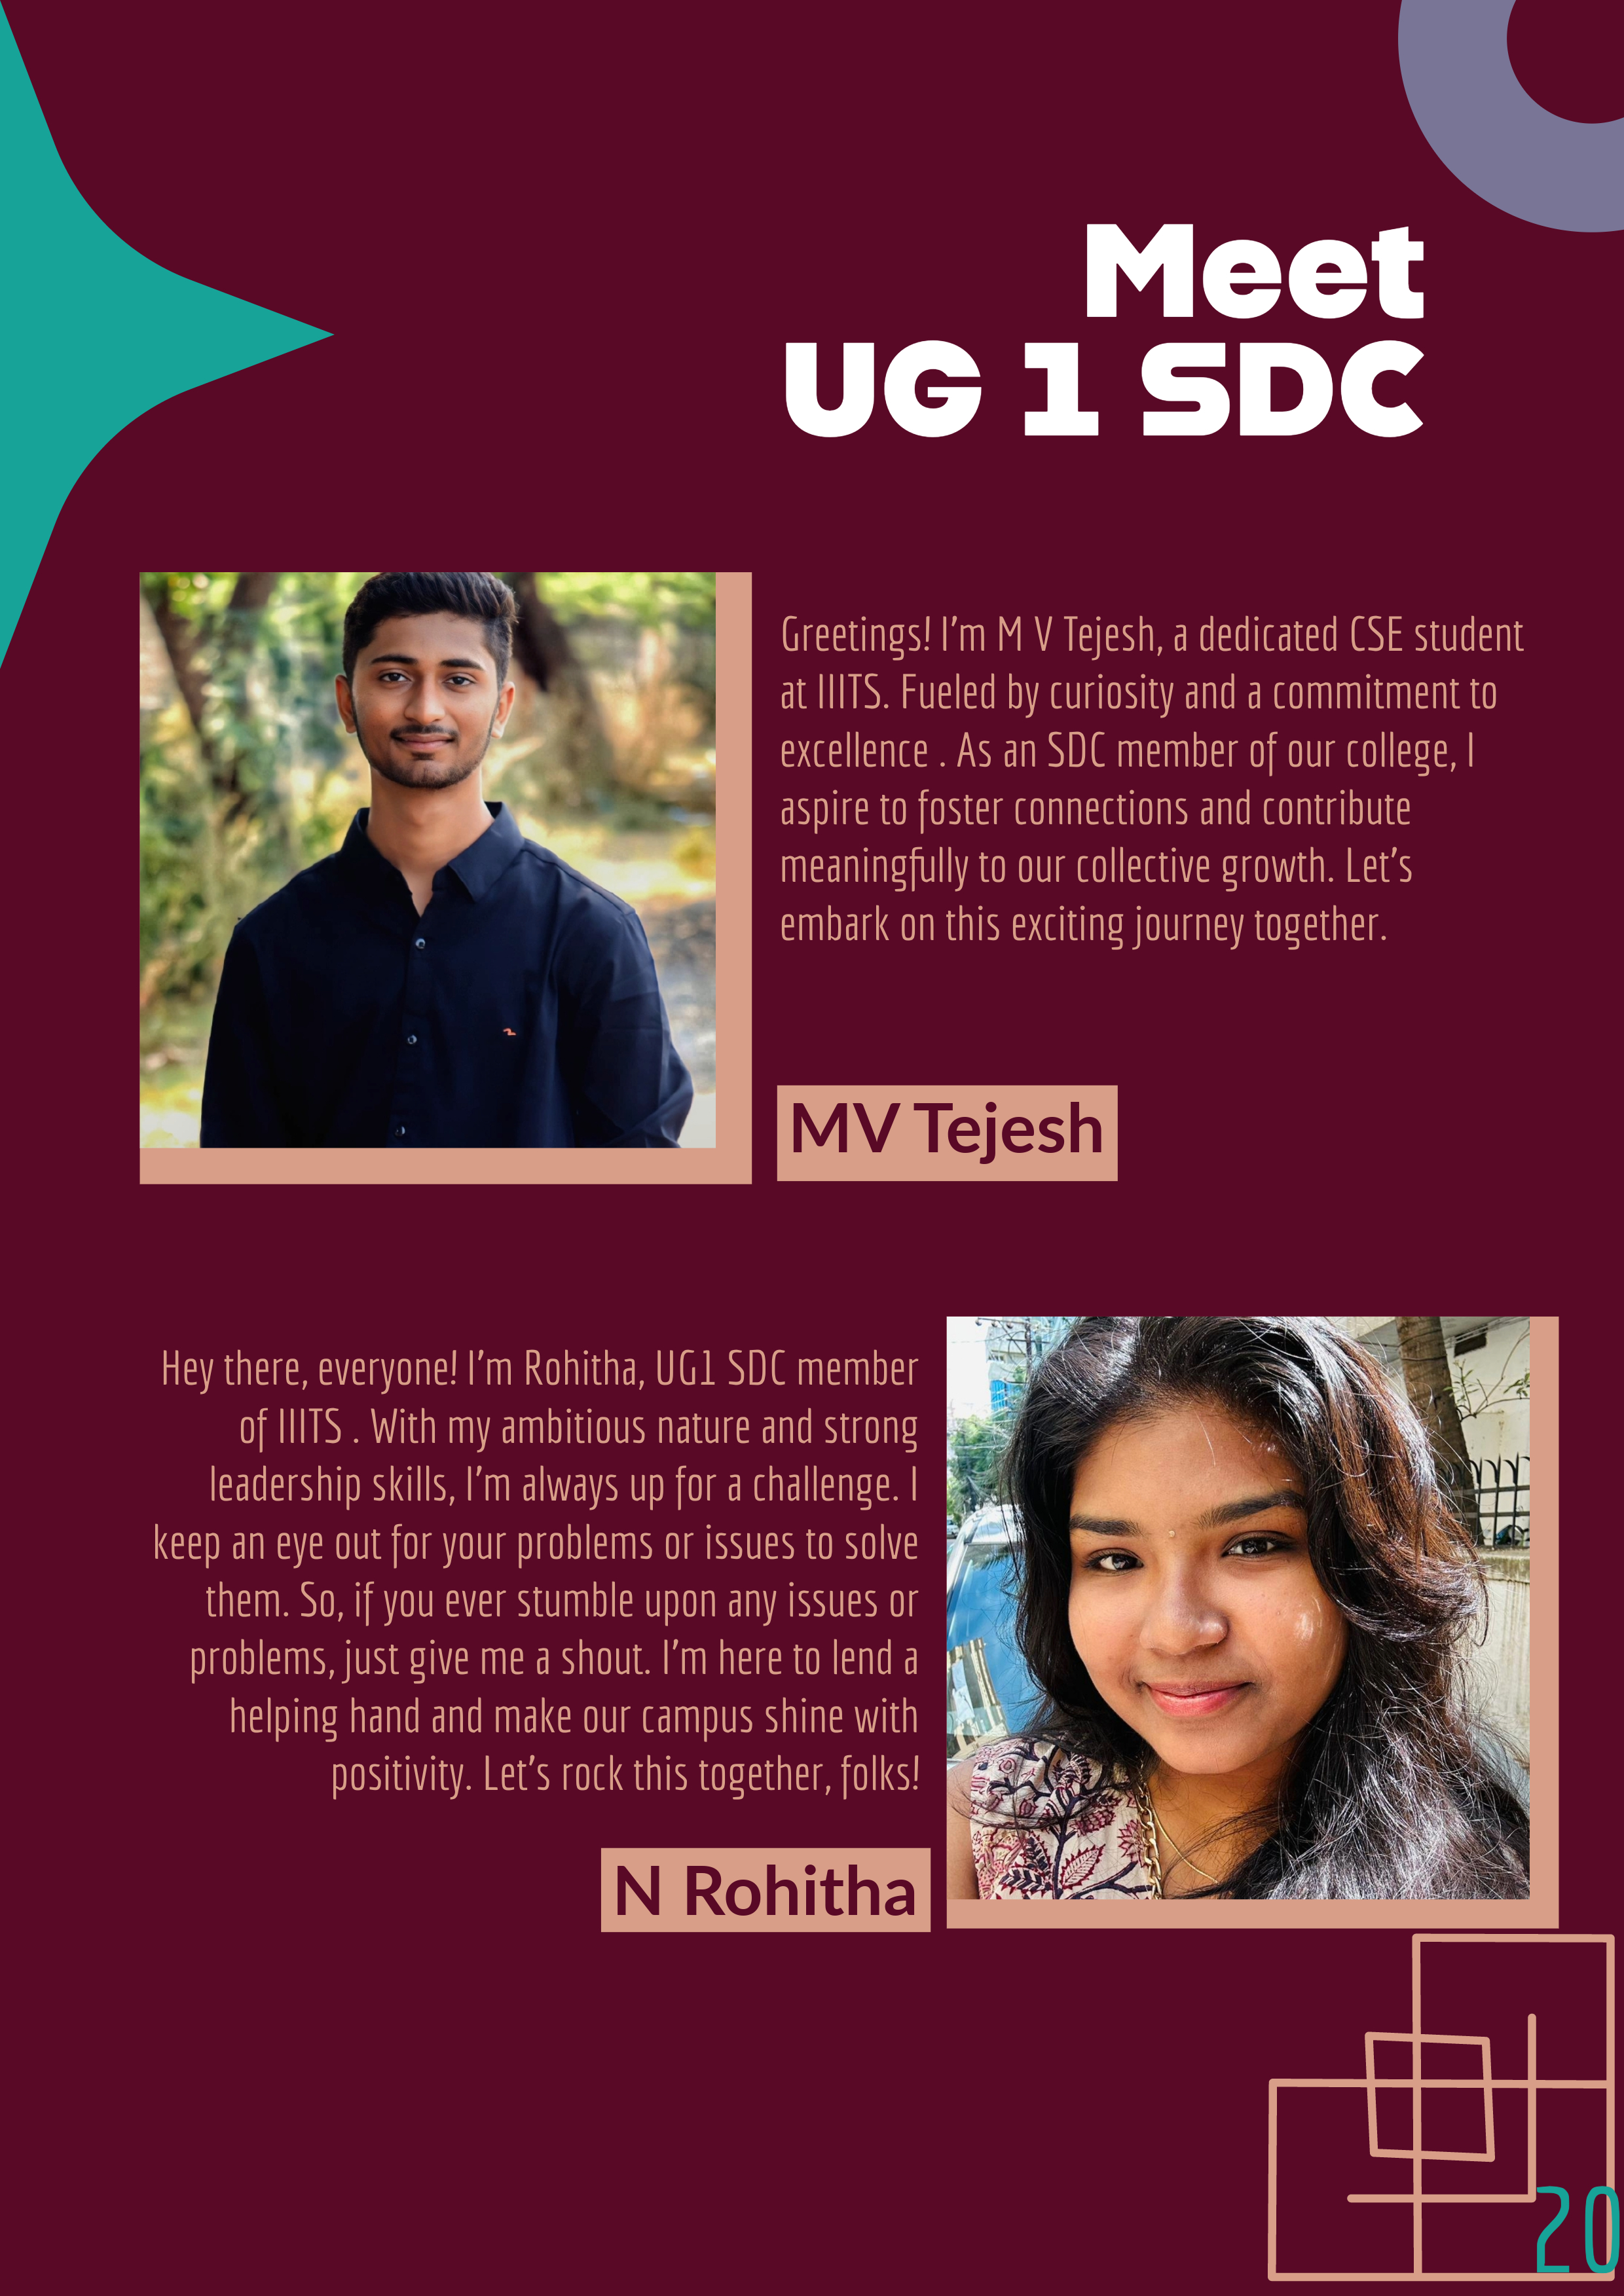 Meet
UG 1 SDC
Greetings! I'm M V Tejesh, a dedicated CSE student
at IIITS. Fueled by curiosity and a commitment to
excellence . As an SDC member of our college, I
aspire to foster connections and contribute
meaningfully to our collective growth. Let's
embark on this exciting journey together.
MV Tejesh
Hey there, everyone! I'm Rohitha, UG1 SDC member
of IIITS . With my ambitious nature and strong
leadership skills, I'm always up for a challenge. I
keep an eye out for your problems or issues to solve
them. So, if you ever stumble upon any issues or
problems, just give me a shout. I'm here to lend a
helping hand and make our campus shine with
positivity. Let's rock this together, folks!
N Rohitha
20